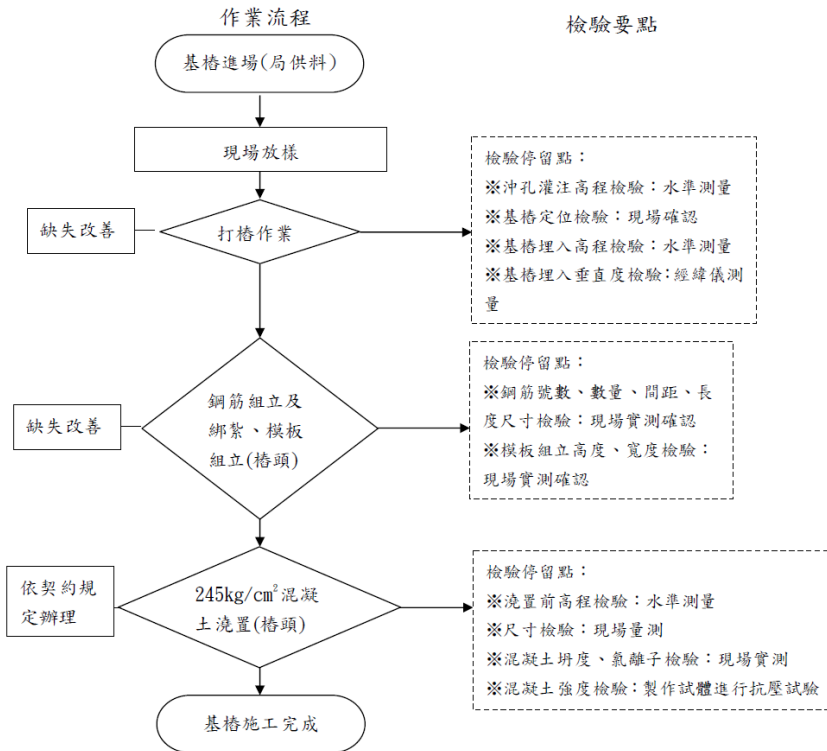 作業流程
檢驗要點
基樁進場(局供料)
現場放樣
缺失改善
打樁作業
檢驗停留點：
※沖孔灌注高程檢驗：水準測量
※基樁定位檢驗：現場確認
※基樁埋入高程檢驗：水準測量
※基樁埋入垂直度檢驗：經緯儀測
量
缺失改善
鋼筋組立及
綁紮、模板
組立(樁頭)
檢驗停留點：
※鋼筋號數、數量、間距、長
度尺寸檢驗：現場實測確認
※模板組立高度、寬度檢驗：
現場實測確認
依契約規
定辦理
245kg/cm²混凝
土澆置(樁頭)
檢驗停留點：
※澆置前高程檢驗：水準測量
※尺寸檢驗：現場量測
※混凝土坍度、氯離子檢驗：現場實測
※混凝土強度檢驗：製作試體進行抗壓試驗
基樁施工完成